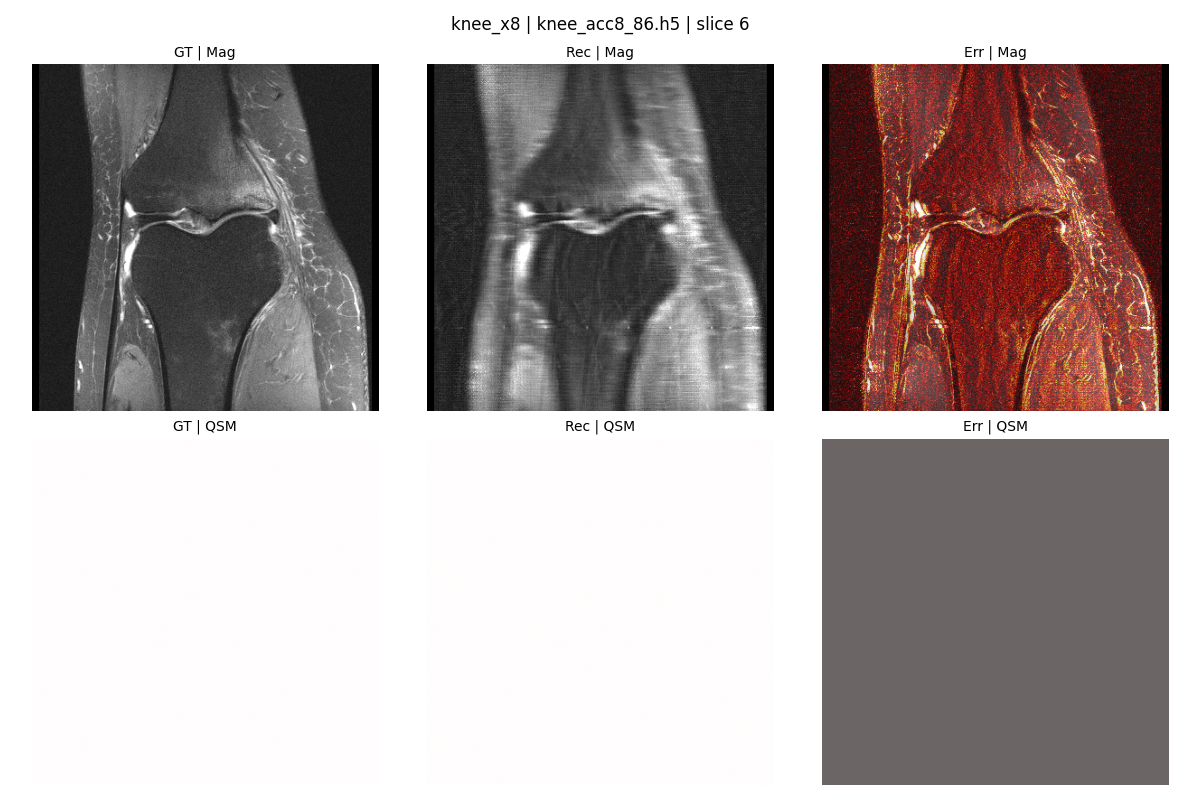 knee_x8 | knee_acc8_86.h5 | slice 6
GT | Mag
Rec | Mag
Err | Mag
GT | QSM
Rec | QSM
Err | QSM